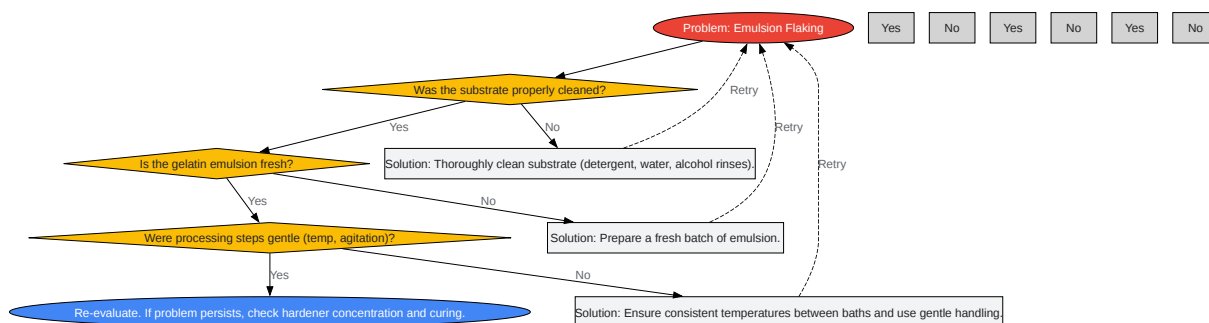 Problem: Emulsion Flaking
Yes
No
Yes
No
Yes
No
Was the substrate properly cleaned?
Retry
Yes
No
Retry
Is the gelatin emulsion fresh?
Solution: Thoroughly clean substrate (detergent, water, alcohol rinses).
Retry
Yes
No
Were processing steps gentle (temp, agitation)?
Solution: Prepare a fresh batch of emulsion.
Yes
No
Re-evaluate. If problem persists, check hardener concentration and curing.
Solution: Ensure consistent temperatures between baths and use gentle handling.